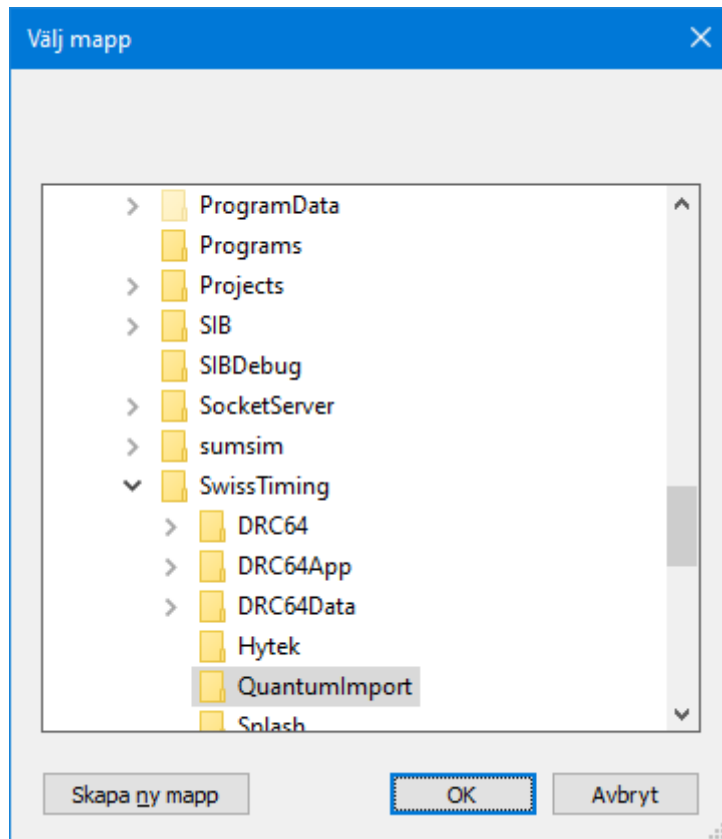 Välj mapp
ProgramData
Programs
Projects
SIB
SIBDebug
SocketServer
sumsim
SwissTiming
DRC64
DRC64App
DRC64Data
Hytek
QuantumImport
Splash
Skapa ny mapp
OK
Avbryt